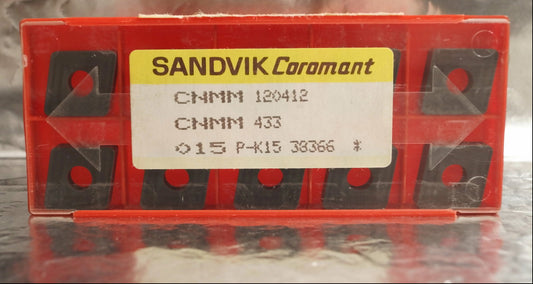 SANDVIK Coromant
CNMM 120412
CNMM 433
015 P-K15 38366 *